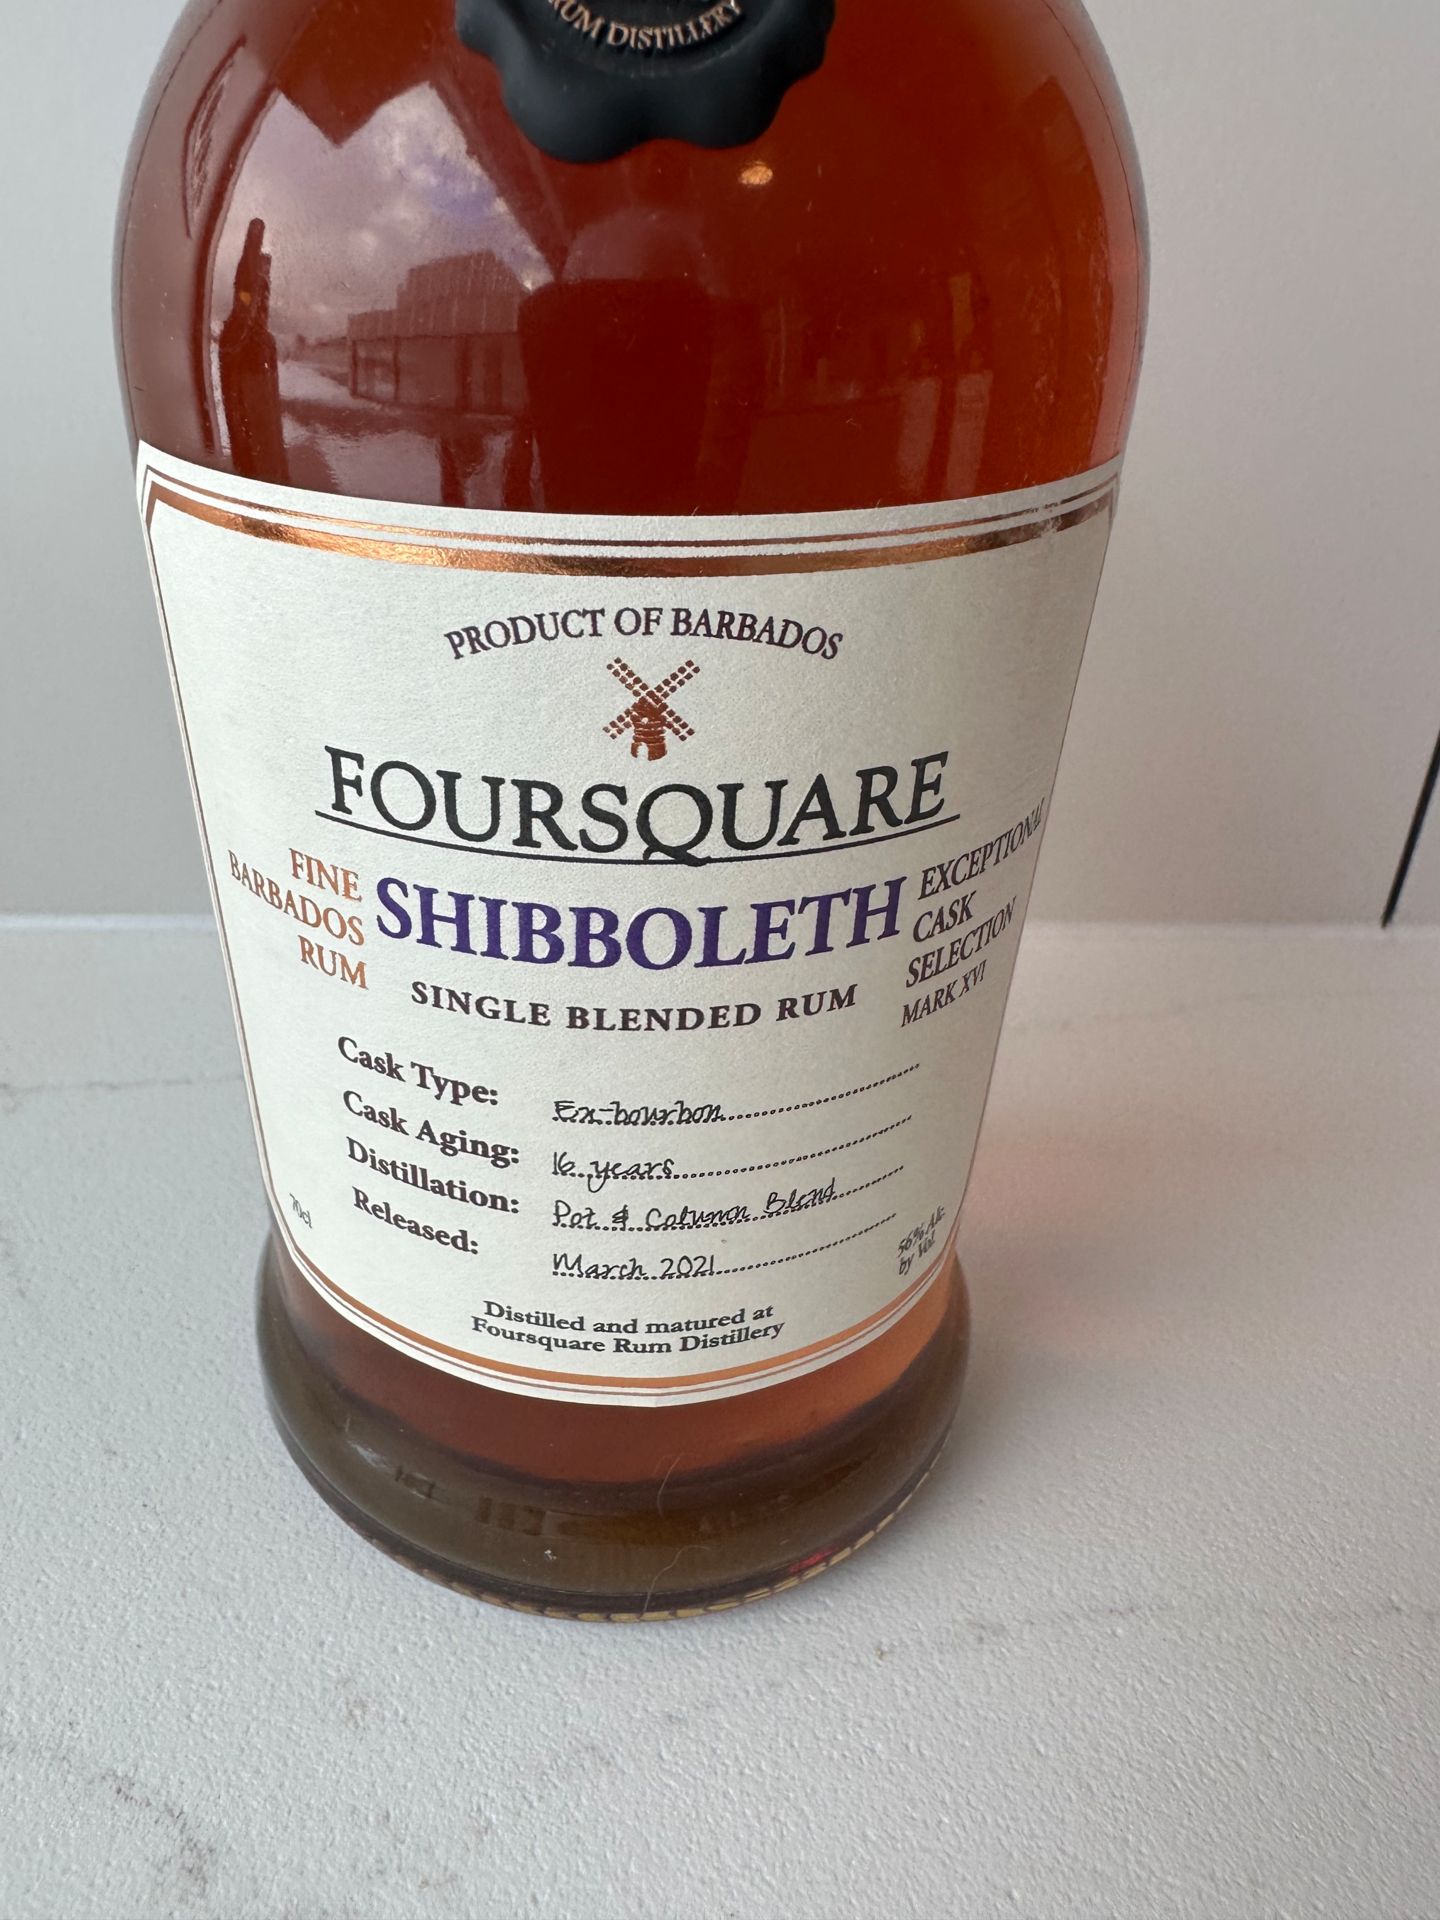 RUM DISTILLERY
PRODUCT OF BARBADOS
FOURSQUARE
FINE
BARBADOS
RUM
SHIBBOLETH
EXCEPTIONAL
CASK
SELECTION
MARK XVI
SINGLE BLENDED RUM
Cask Type: Ex-bourbon
Cask Aging: 16 years
Distillation: Pot & Column Blend
Released: March 2021
70cl
56% Alc.
by Vol.
Distilled and matured at
Foursquare Rum Distillery